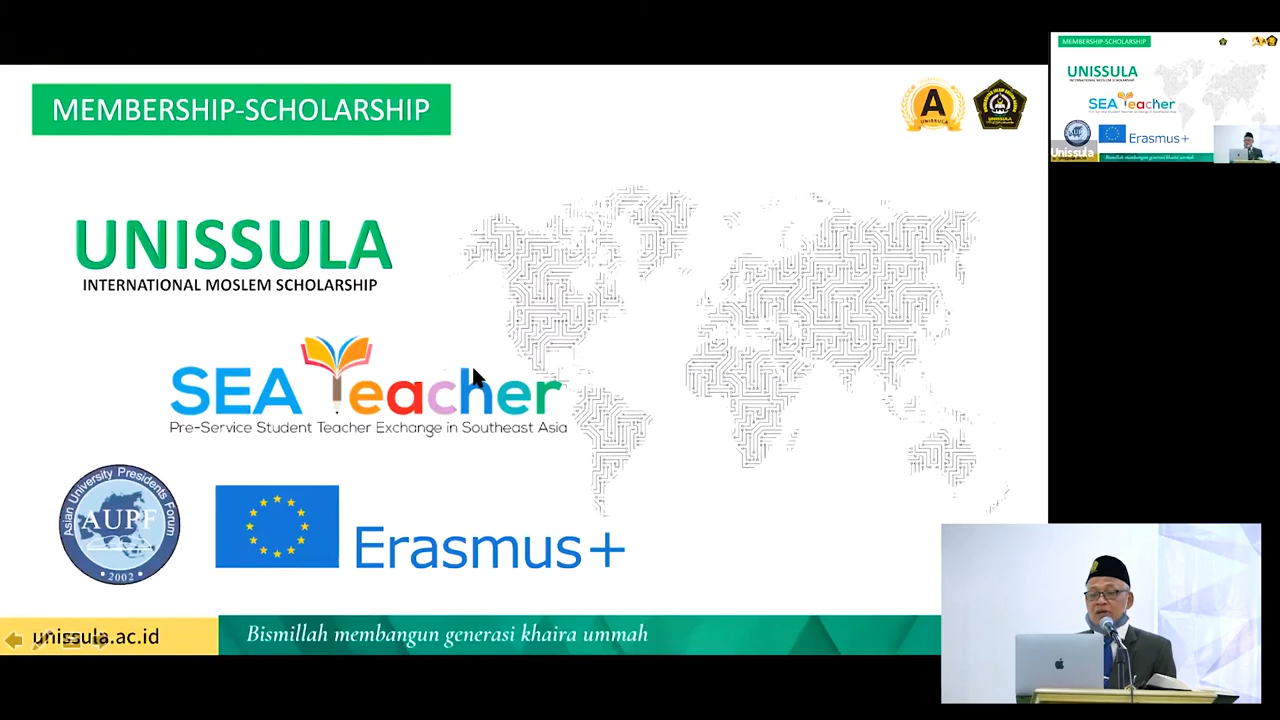 MEMBERSHIP-SCHOLARSHIP
A
UNISSULA
UNISSULA
INTERNATIONAL MOSLEM SCHOLARSHIP
SEA Teacher
Pre-Service Student Teacher Exchange in Southeast Asia
Asian University Presidents Forum
AUPF
2002
Erasmus+
unissula.ac.id
Bismillah membangun generasi khaira ummah
MEMBERSHIP-SCHOLARSHIP
UNISSULA
INTERNATIONAL MOSLEM SCHOLARSHIP
SEA Teacher
Erasmus+
Unissula
Bismillah membangun generasi khaira ummah